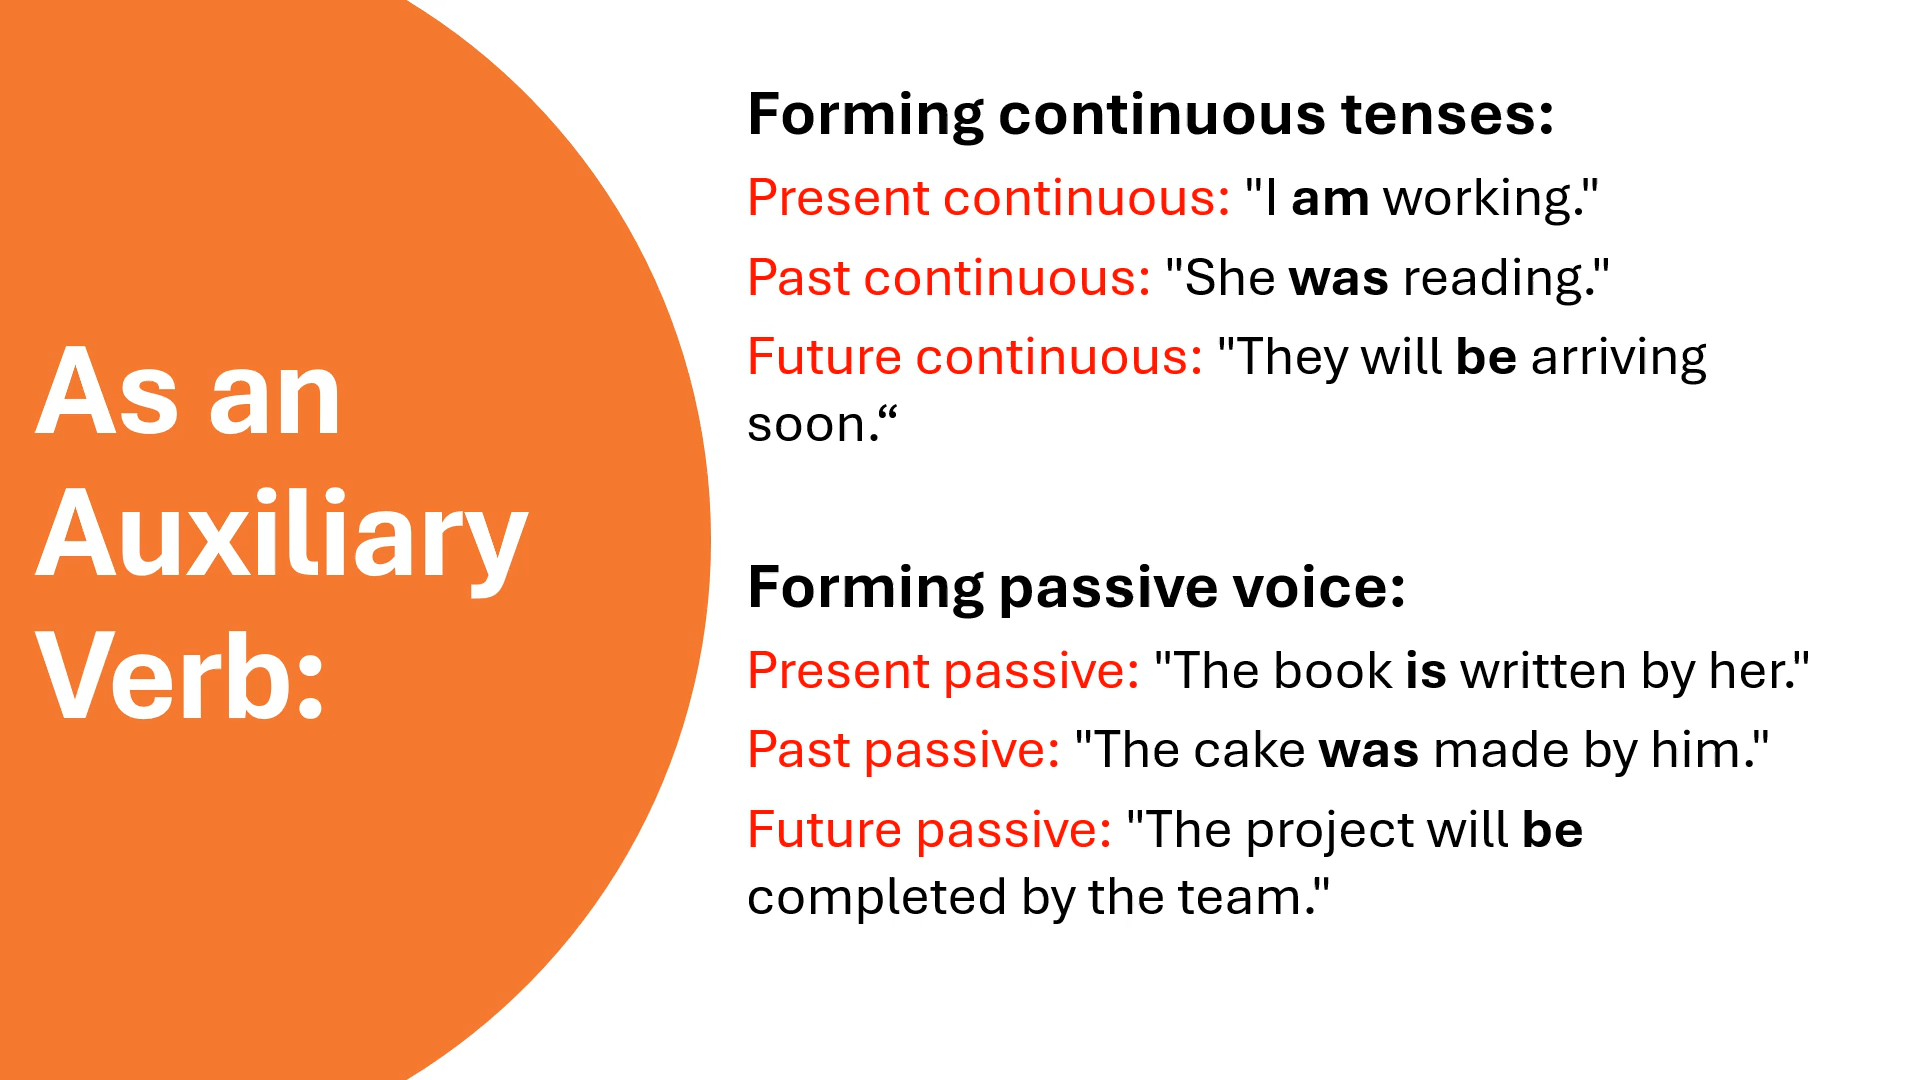 As an
Auxiliary
Verb:
Forming continuous tenses:
Present continuous: "I am working."
Past continuous: "She was reading."
Future continuous: "They will be arriving
soon.“
Forming passive voice:
Present passive: "The book is written by her."
Past passive: "The cake was made by him."
Future passive: "The project will be
completed by the team."